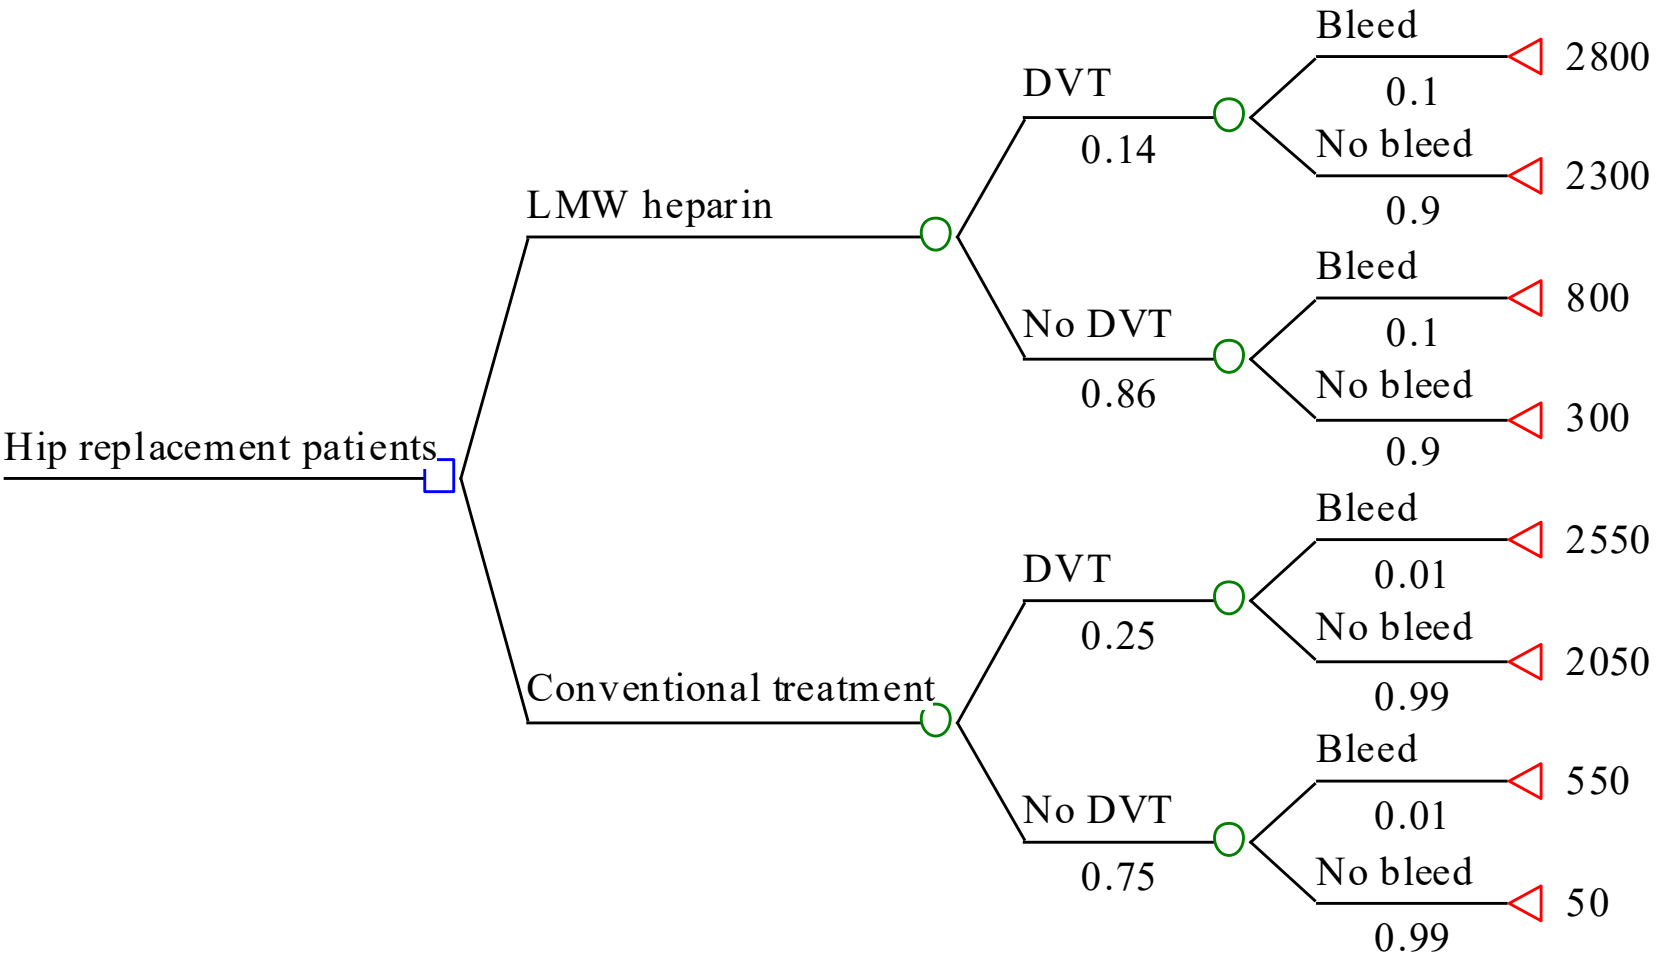 Bleed
2800
DVT
0.1
0.14
No bleed
2300
0.9
LMW heparin
Bleed
800
No DVT
0.1
0.86
No bleed
300
0.9
Hip replacement patients
Bleed
2550
DVT
0.01
0.25
No bleed
2050
0.99
Conventional treatment
Bleed
550
No DVT
0.01
0.75
No bleed
50
0.99